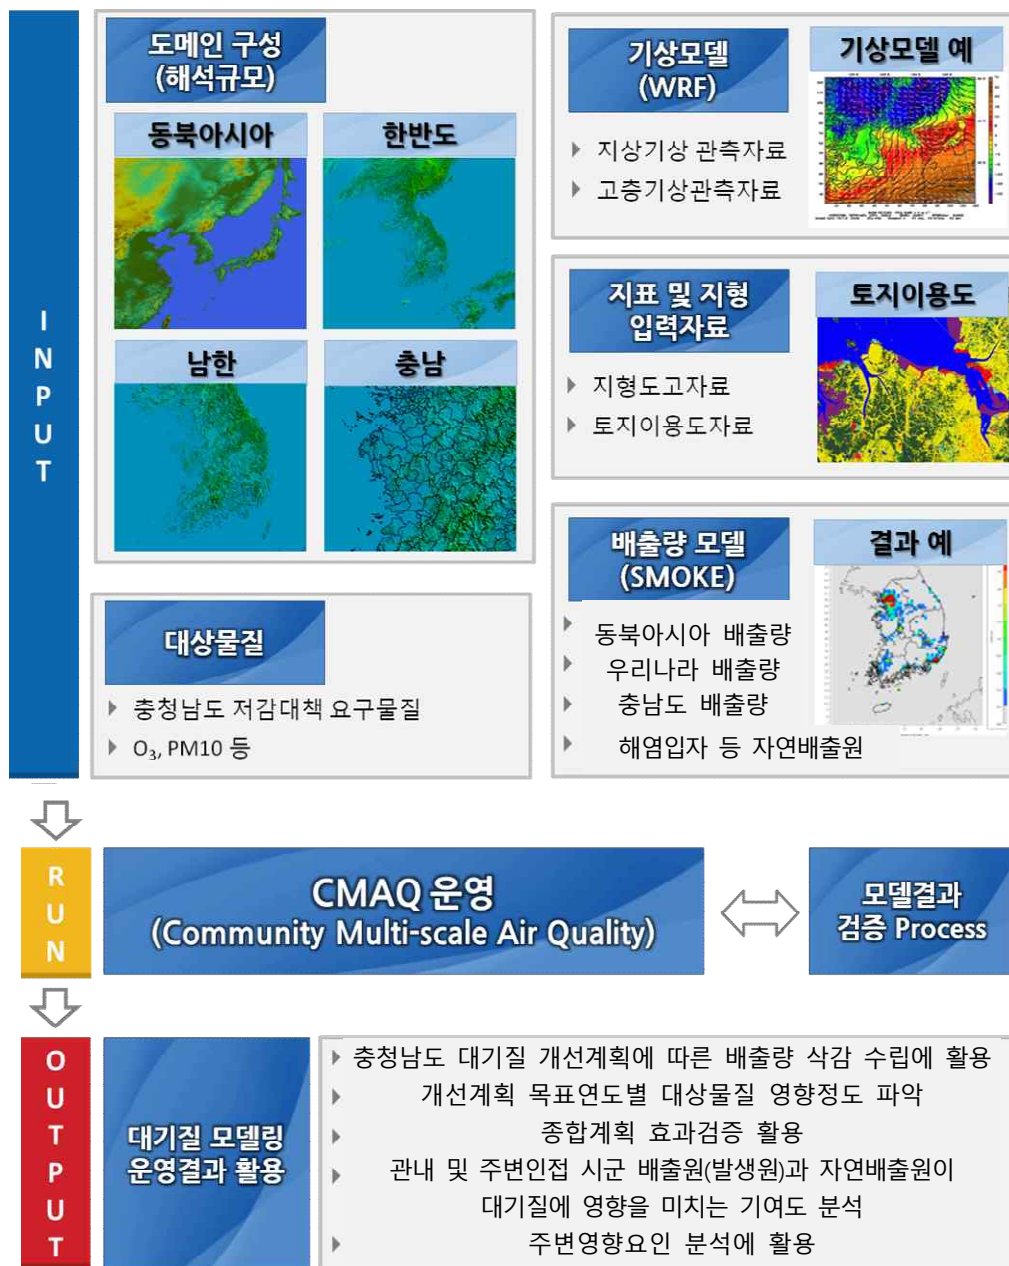 INPUT
도메인 구성
(해석규모)
동북아시아
한반도
남한
충남
대상물질
충청남도 저감대책 요구물질
O₃, PM10 등
기상모델
(WRF)
기상모델 예
지상기상 관측자료
고층기상관측자료
지표 및 지형
입력자료
토지이용도
지형도고자료
토지이용도자료
배출량 모델
(SMOKE)
결과 예
동북아시아 배출량
우리나라 배출량
충남도 배출량
해염입자 등 자연배출원
RUN
CMAQ 운영
(Community Multi-scale Air Quality)
모델결과
검증 Process
OUTPUT
대기질 모델링
운영결과 활용
충청남도 대기질 개선계획에 따른 배출량 삭감 수립에 활용
개선계획 목표연도별 대상물질 영향정도 파악
종합계획 효과검증 활용
관내 및 주변인접 시군 배출원(발생원)과 자연배출원이
대기질에 영향을 미치는 기여도 분석
주변영향요인 분석에 활용